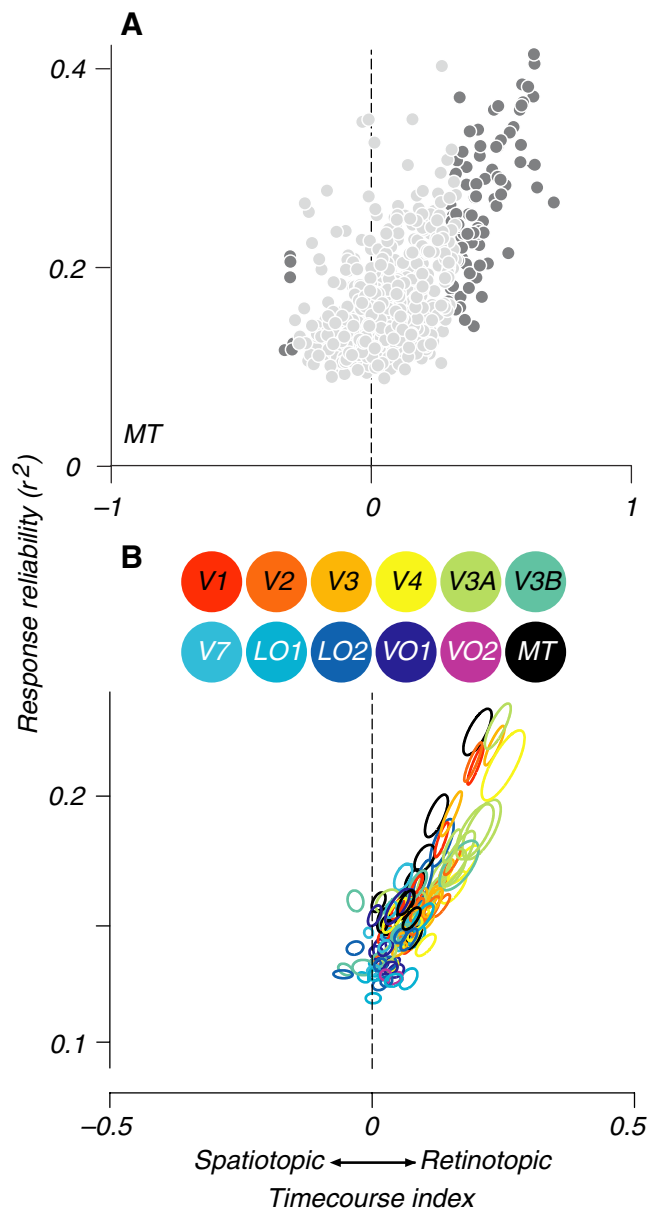 A
0.4
0.2
MT
0
−1
0
1
Response reliability (r²)
B
V1 V2 V3 V4 V3A V3B
V7 LO1 LO2 VO1 VO2 MT
0.2
0.1
−0.5
0
0.5
Spatiotopic Retinotopic
Timecourse index